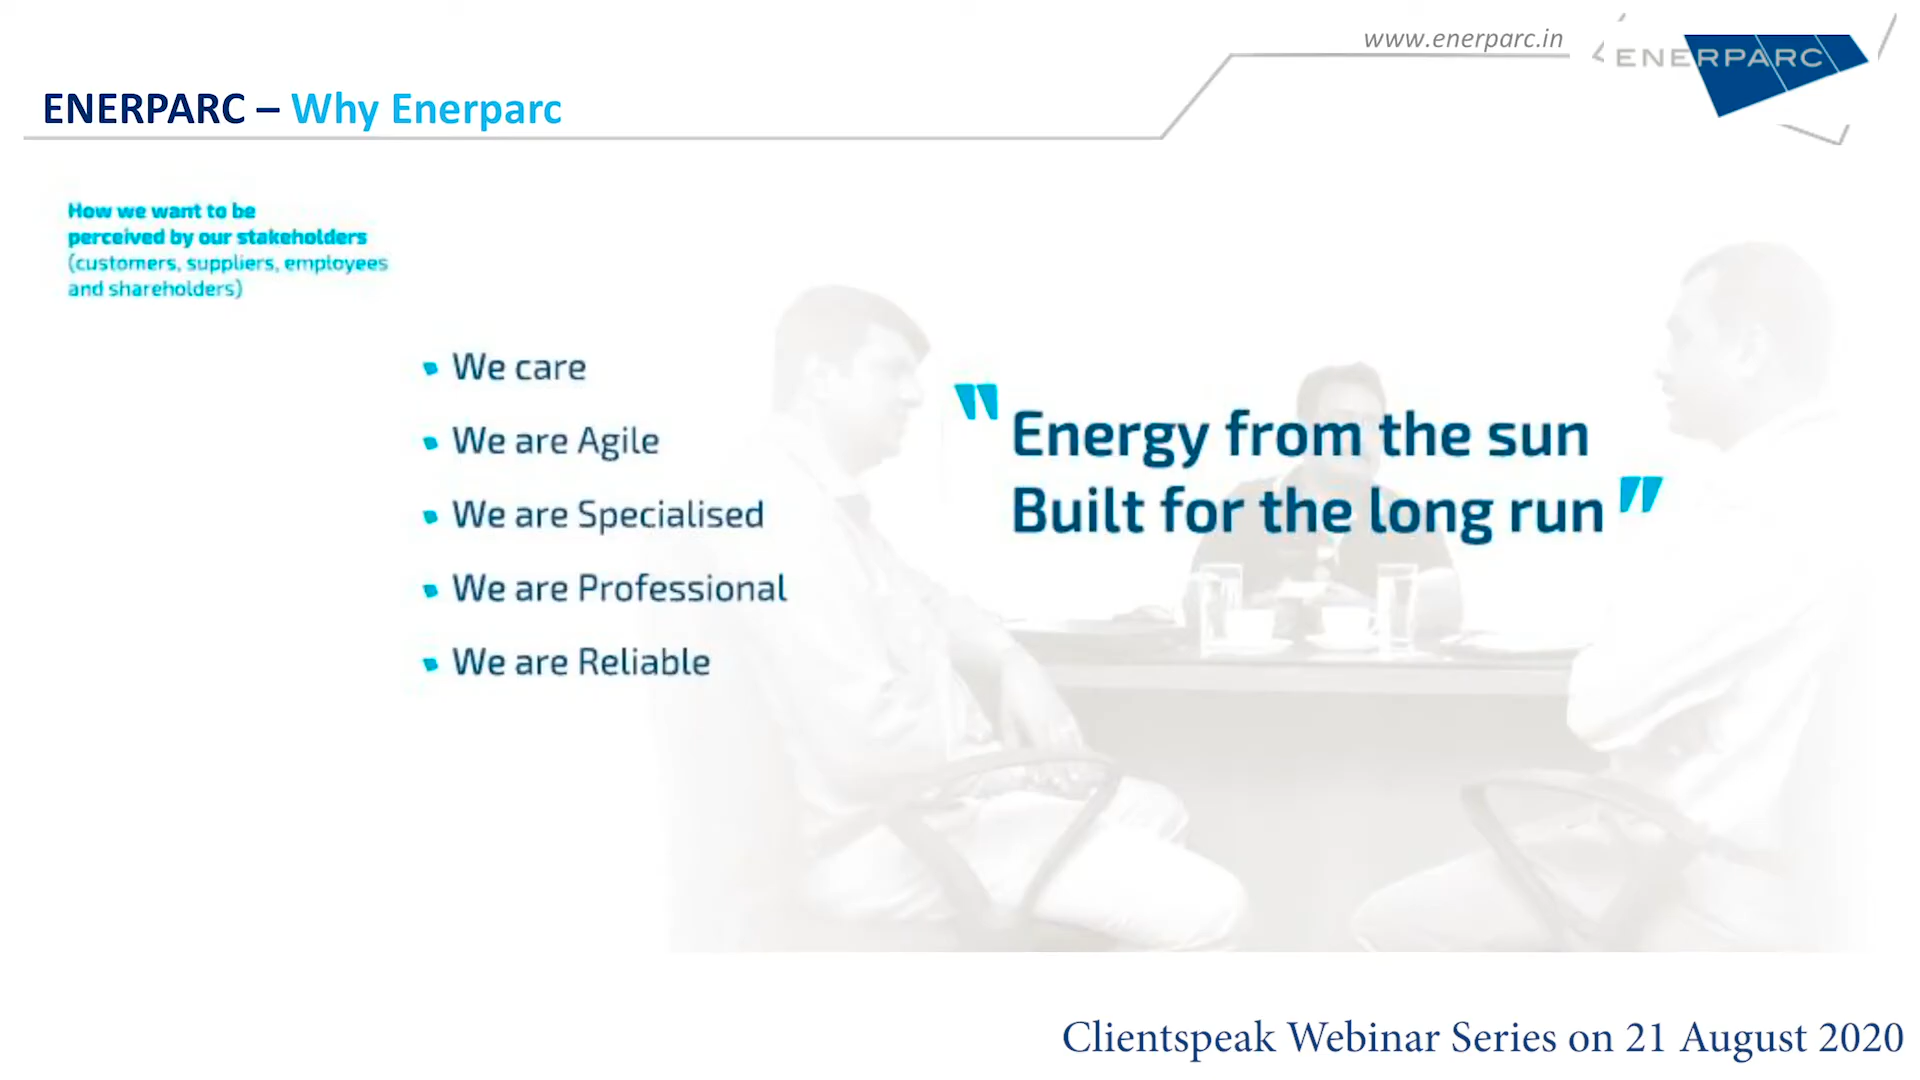 www.enerparc.in
ENERPARC
ENERPARC – Why Enerparc
How we want to be
perceived by our stakeholders
(customers, suppliers, employees
and shareholders)
We care
We are Agile
We are Specialised
We are Professional
We are Reliable
"Energy from the sun
Built for the long run"
Clientspeak Webinar Series on 21 August 2020